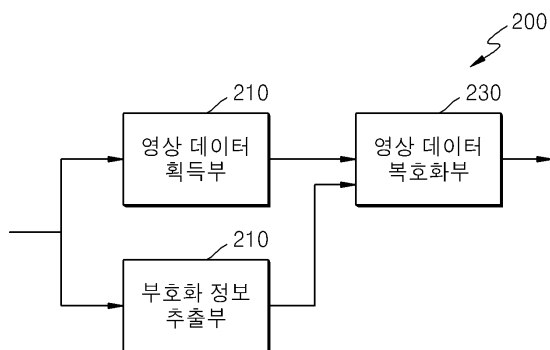 200
210
영상 데이터
획득부
230
영상 데이터
복호화부
210
부호화 정보
추출부